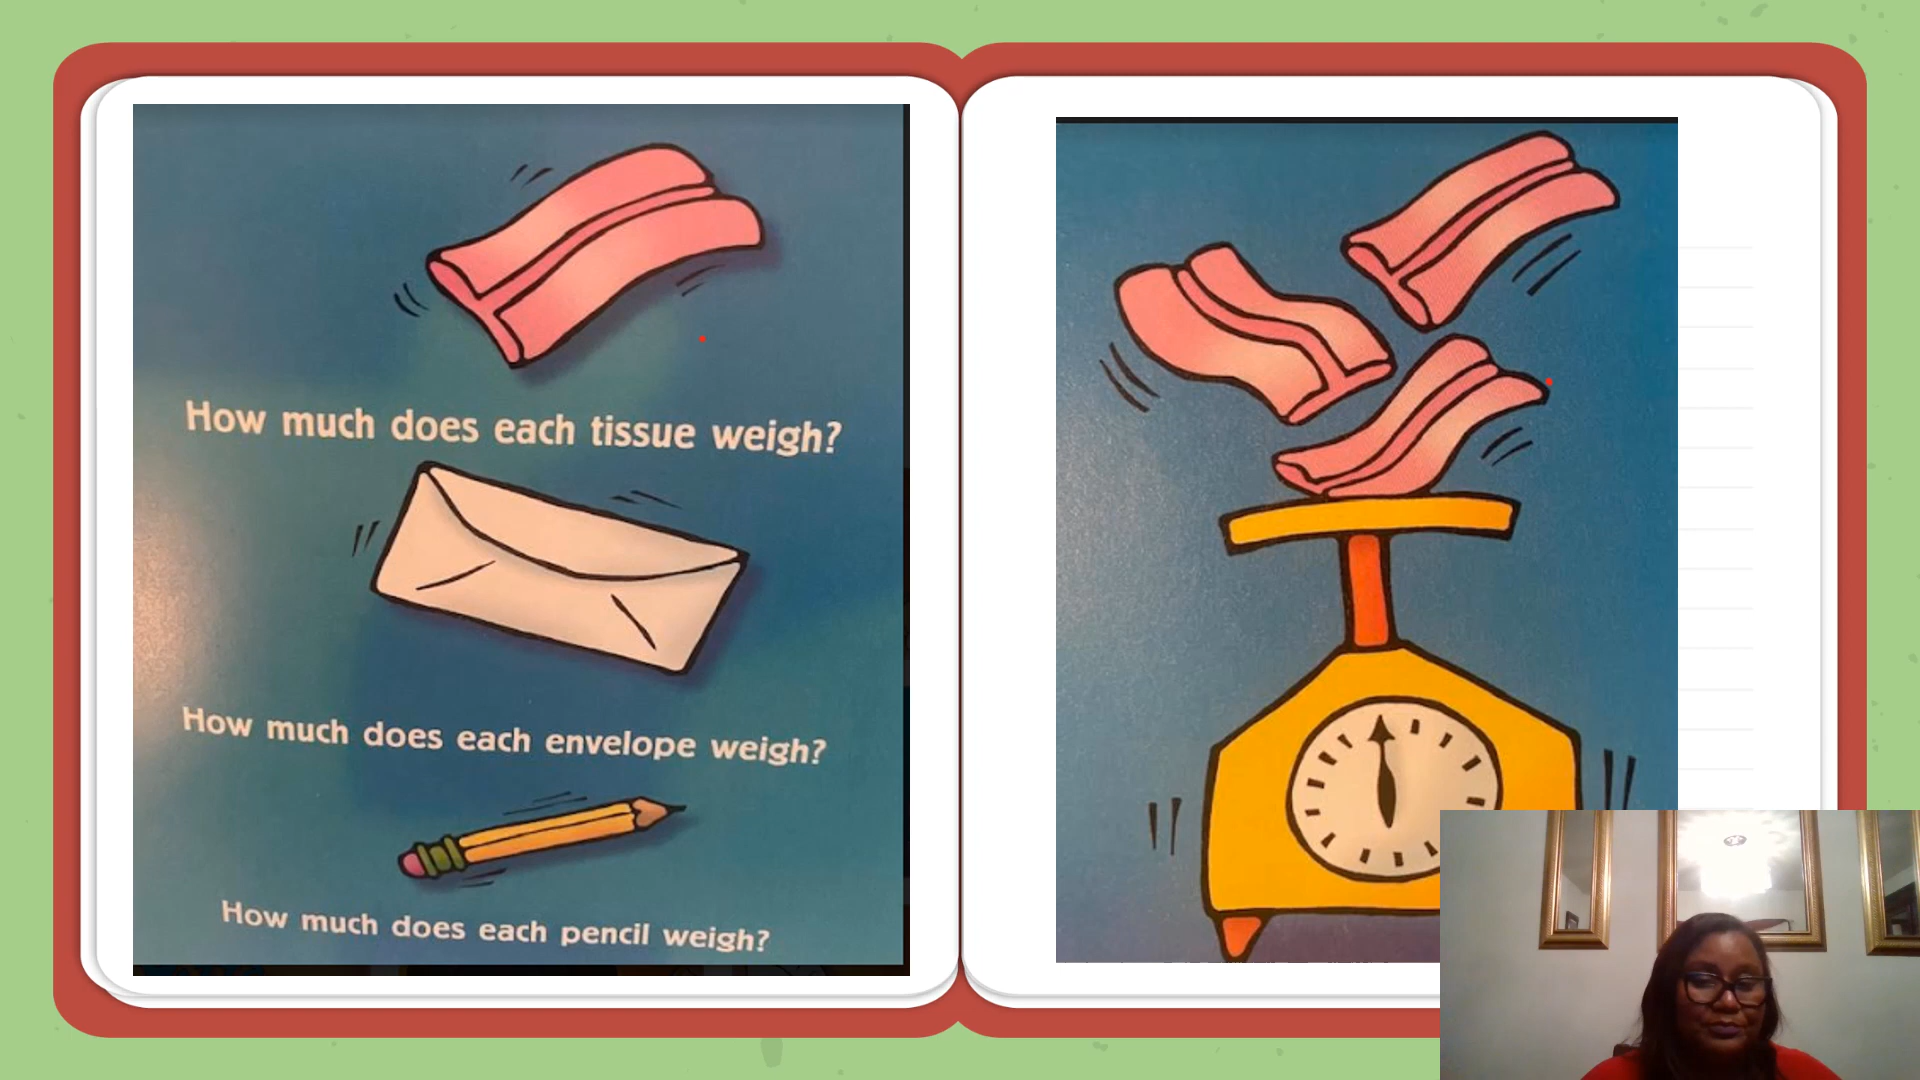 How much does each tissue weigh?
How much does each envelope weigh?
How much does each pencil weigh?